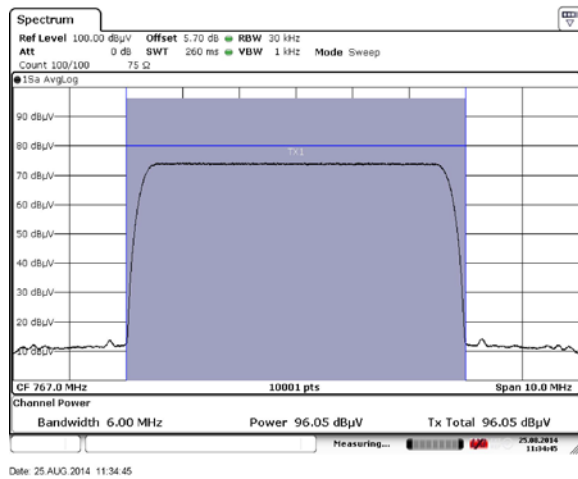 Spectrum
Ref Level 100.00 dBµV Offset 5.70 dB RBW 30 kHz
Att 0 dB SWT 260 ms VBW 1 kHz Mode Sweep
Count 100/100 75 Ω
1Sa AvgLog
90 dBµV
80 dBµV
Tx1
70 dBµV
60 dBµV
50 dBµV
40 dBµV
30 dBµV
20 dBµV
10 dBµV
CF 767.0 MHz 10001 pts Span 10.0 MHz
Channel Power
Bandwidth 6.00 MHz Power 96.05 dBµV Tx Total 96.05 dBµV
Measuring... 25.08.2014
11:34:45
Date: 25.AUG.2014 11:34:45